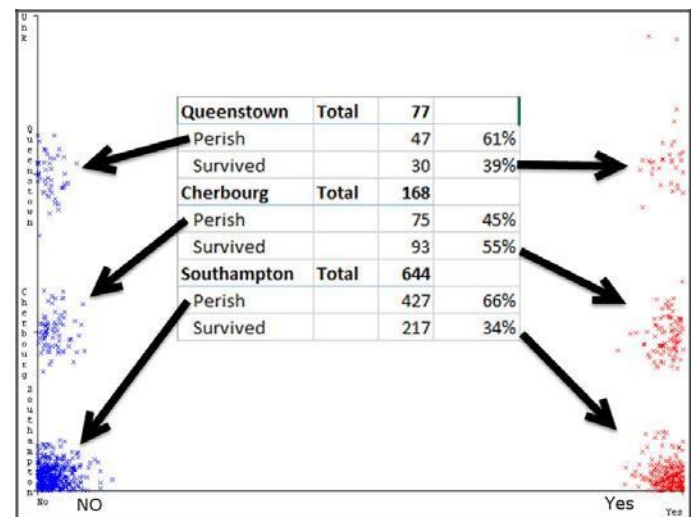 Unk
Queenstown Total 77
Perish 47 61%
Survived 30 39%
Cherbourg Total 168
Perish 75 45%
Survived 93 55%
Southampton Total 644
Perish 427 66%
Survived 217 34%
Queenstown
Cherbourg
Southampton
No NO Yes Yes